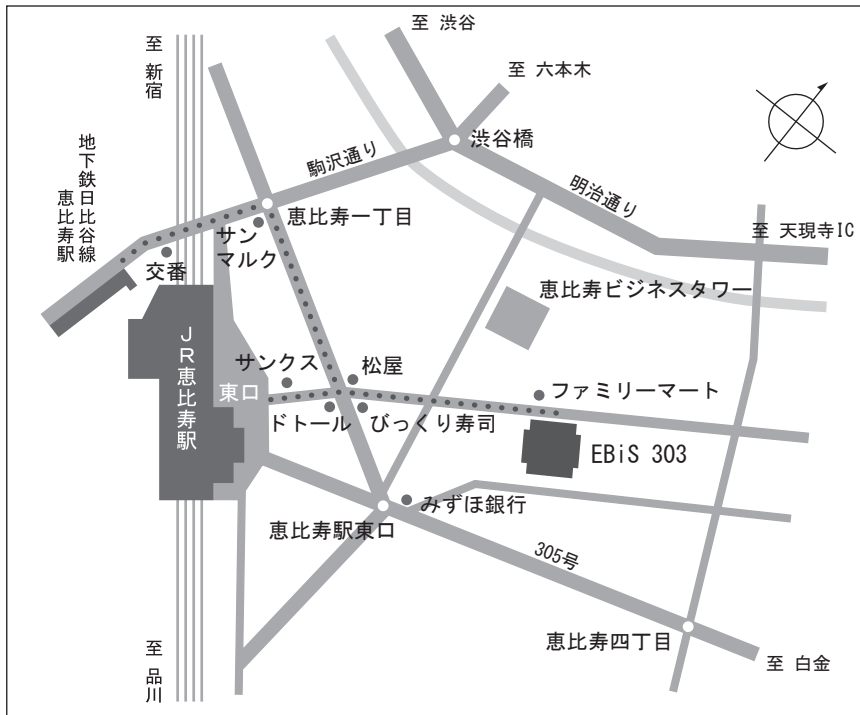 至 渋谷
至 新宿
至 六本木
渋谷橋
駒沢通り
明治通り
地下鉄日比谷線
恵比寿駅
恵比寿一丁目
サン
マルク
至 天現寺IC
交番
恵比寿ビジネスタワー
JR恵比寿駅
サンクス
松屋
東口
ファミリーマート
ドトール
びっくり寿司
EBiS 303
みずほ銀行
恵比寿駅東口
305号
恵比寿四丁目
至 白金
至 品川